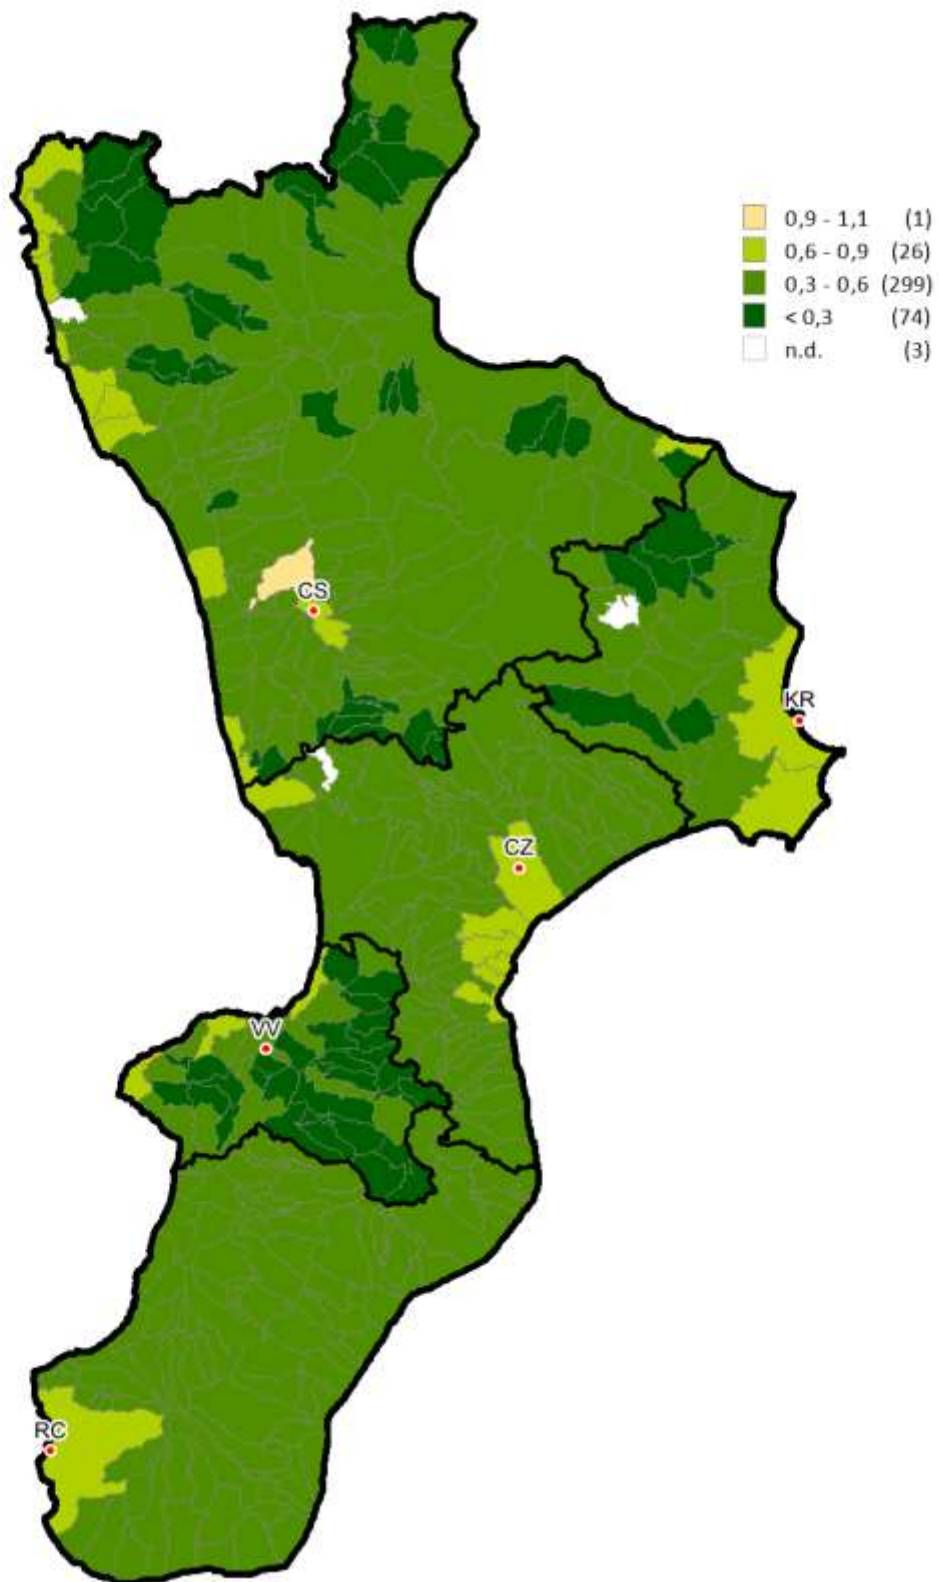 0,9 - 1,1 (1)
0,6 - 0,9 (26)
0,3 - 0,6 (299)
< 0,3 (74)
n.d. (3)
CS
KR
CZ
VV
RC